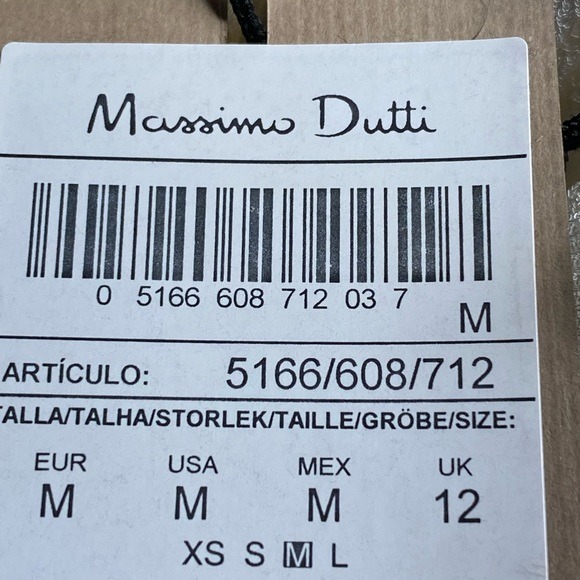 Massimo Dutti
0 5166 608 712 03 7
M
ARTÍCULO: 5166/608/712
TALLA/TALHA/STORLEK/TAILLE/GRÖBE/SIZE:
EUR USA MEX UK
M M M 12
XS S M L